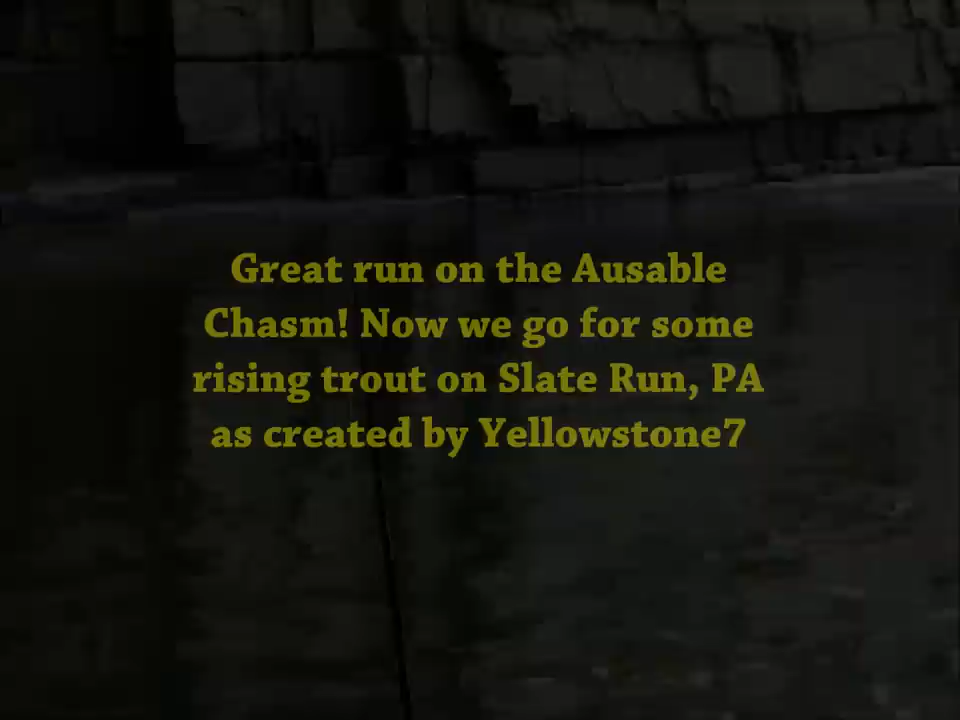 Great run on the Ausable
Chasm! Now we go for some
rising trout on Slate Run, PA
as created by Yellowstone7